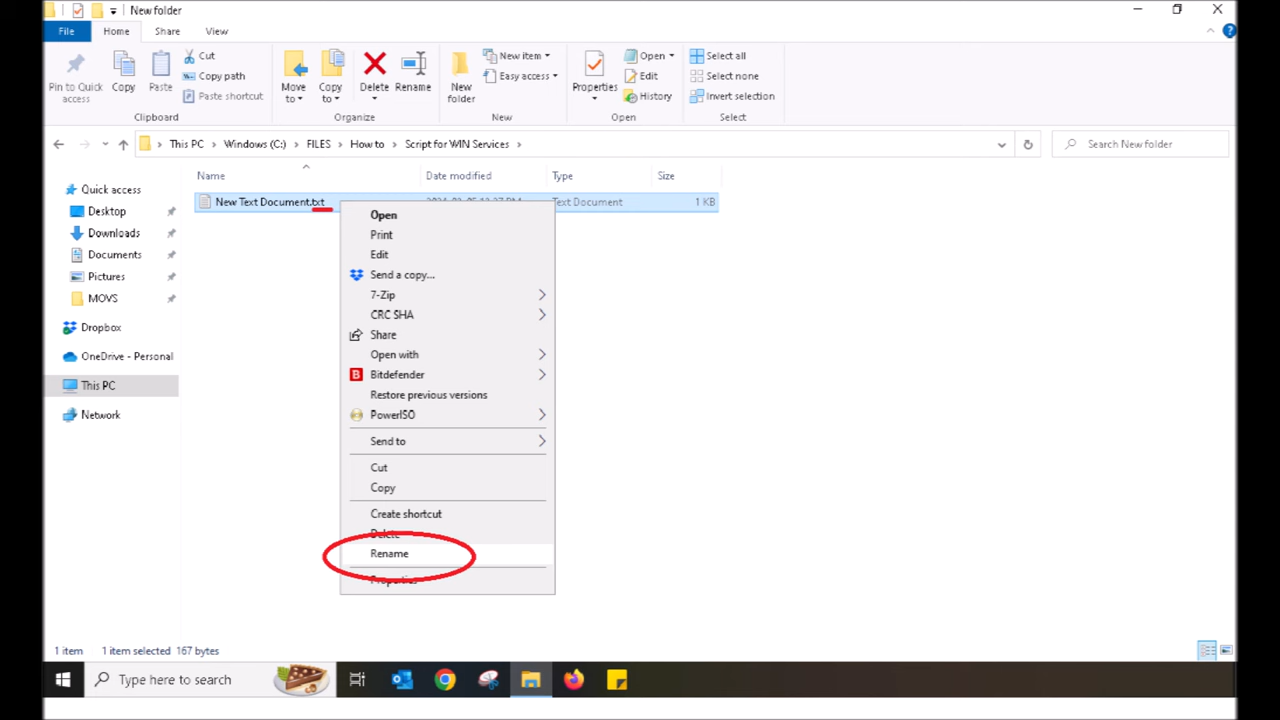 New folder
File Home Share View
Pin to Quick access
Copy
Paste
Cut
Copy path
Paste shortcut
Clipboard
Move to
Copy to
Delete
Rename
Organize
New folder
New item
Easy access
New
Properties
Open
Edit
History
Open
Select all
Select none
Invert selection
Select
This PC > Windows (C:) > FILES > How to > Script for WIN Services >
Search New folder
Name Date modified Type Size
New Text Document.txt Text Document 1 KB
Quick access
Desktop
Downloads
Documents
Pictures
MOVS
Dropbox
OneDrive - Personal
This PC
Network
Open
Print
Edit
Send a copy...
7-Zip
CRC SHA
Share
Open with
B Bitdefender
Restore previous versions
PowerISO
Send to
Cut
Copy
Create shortcut
Delete
Rename
Properties
1 item 1 item selected 167 bytes
Type here to search